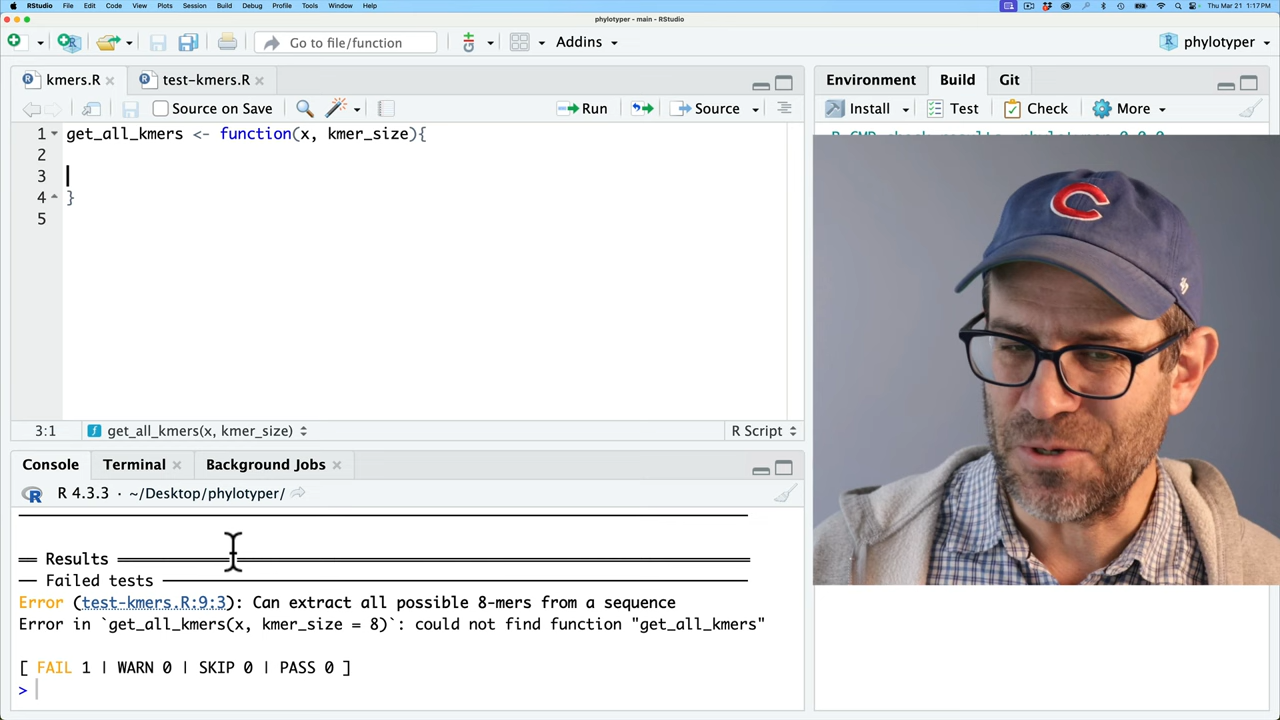 RStudio File Edit Code View Plots Session Build Debug Profile Tools Window Help Thu Mar 21 1:17 PM
phylotyper - main - RStudio
Go to file/function Addins phylotyper
kmers.R test-kmers.R Environment Build Git
Source on Save Run Source Install Test Check More
1 get_all_kmers <- function(x, kmer_size){
2
3
4 }
5
3:1 get_all_kmers(x, kmer_size) R Script
Console Terminal Background Jobs
R 4.3.3 · ~/Desktop/phylotyper/
══ Results ══
── Failed tests ──
Error (test-kmers.R:9:3): Can extract all possible 8-mers from a sequence
Error in `get_all_kmers(x, kmer_size = 8)`: could not find function "get_all_kmers"
[ FAIL 1 | WARN 0 | SKIP 0 | PASS 0 ]
>
C